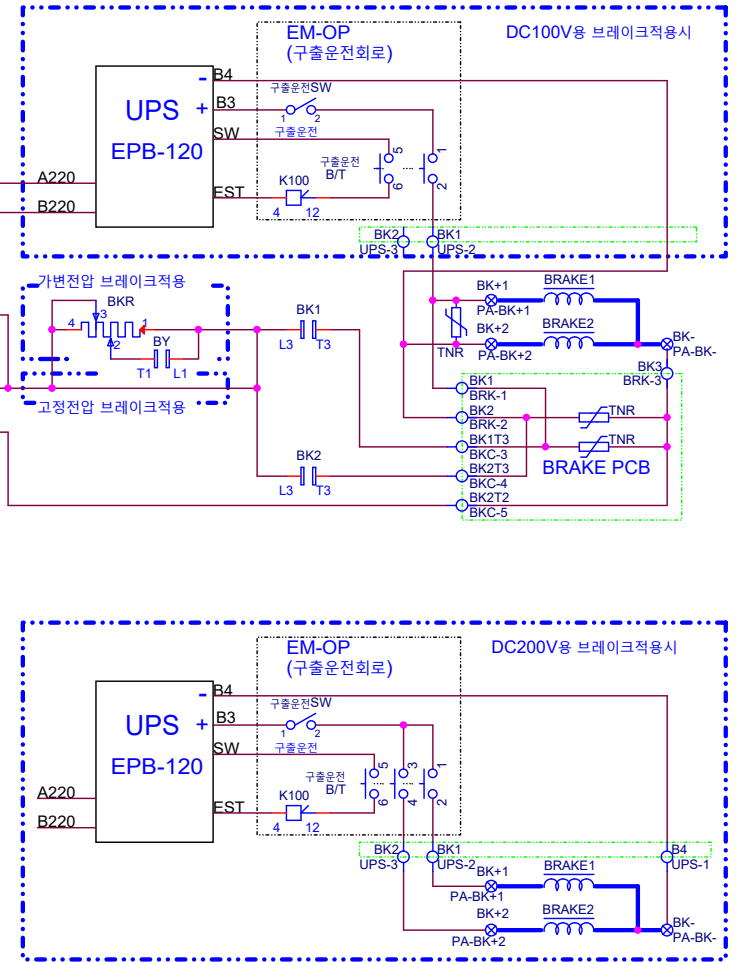 EM-OP
(구출운전회로)
DC100V용 브레이크적용시
-
B4
구출운전SW
UPS
+
B3
1
2
SW
구출운전
EPB-120
5
1
구출운전
B/T
6
2
K100
A220
EST
4
12
B220
BK2
BK1
UPS-3
UPS-2
가변전압 브레이크적용
BKR
BK+1
BRAKE1
3
4
1
PA-BK+1
BK1
BK+2
BRAKE2
BK-
2
BY
L3
T3
TNR
PA-BK+2
PA-BK-
T1
L1
BK3
BRK-3
BK1
BRK-1
고정전압 브레이크적용
BK2
TNR
BRK-2
BK1T3
TNR
BKC-3
BK2
BK2T3
BRAKE PCB
BKC-4
L3
T3
BK2T2
BKC-5
EM-OP
(구출운전회로)
DC200V용 브레이크적용시
-
B4
구출운전SW
UPS
+
B3
1
2
SW
구출운전
EPB-120
5
3
1
구출운전
B/T
6
4
2
A220
K100
EST
B220
4
12
BK2
BK1
B4
UPS-3
UPS-2
UPS-1
BK+1
BRAKE1
PA-BK+1
BK+2
BRAKE2
BK-
PA-BK+2
PA-BK-